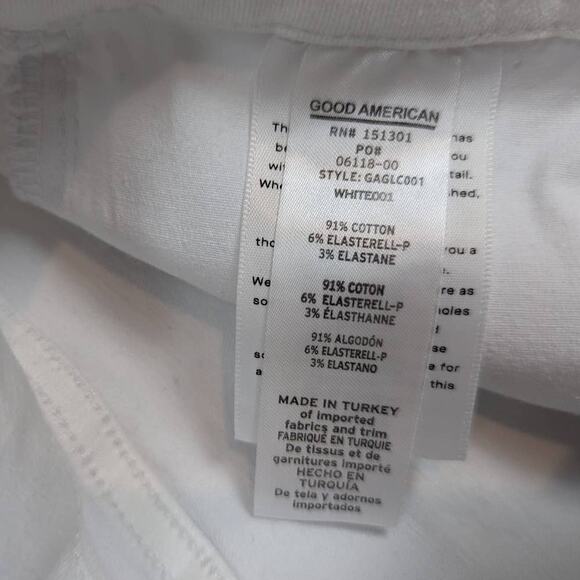 GOOD AMERICAN
RN# 151301
PO#
06118-00
STYLE: GAGLC001
WHITE001
91% COTTON
6% ELASTERELL-P
3% ELASTANE
91% COTON
6% ELASTERELL-P
3% ÉLASTHANNE
91% ALGODÓN
6% ELASTERELL-P
3% ELASTANO
MADE IN TURKEY
of imported
fabrics and trim
FABRIQUÉ EN TURQUIE
De tissus et de
garnitures importé
HECHO EN
TURQUÍA
De tela y adornos
importados